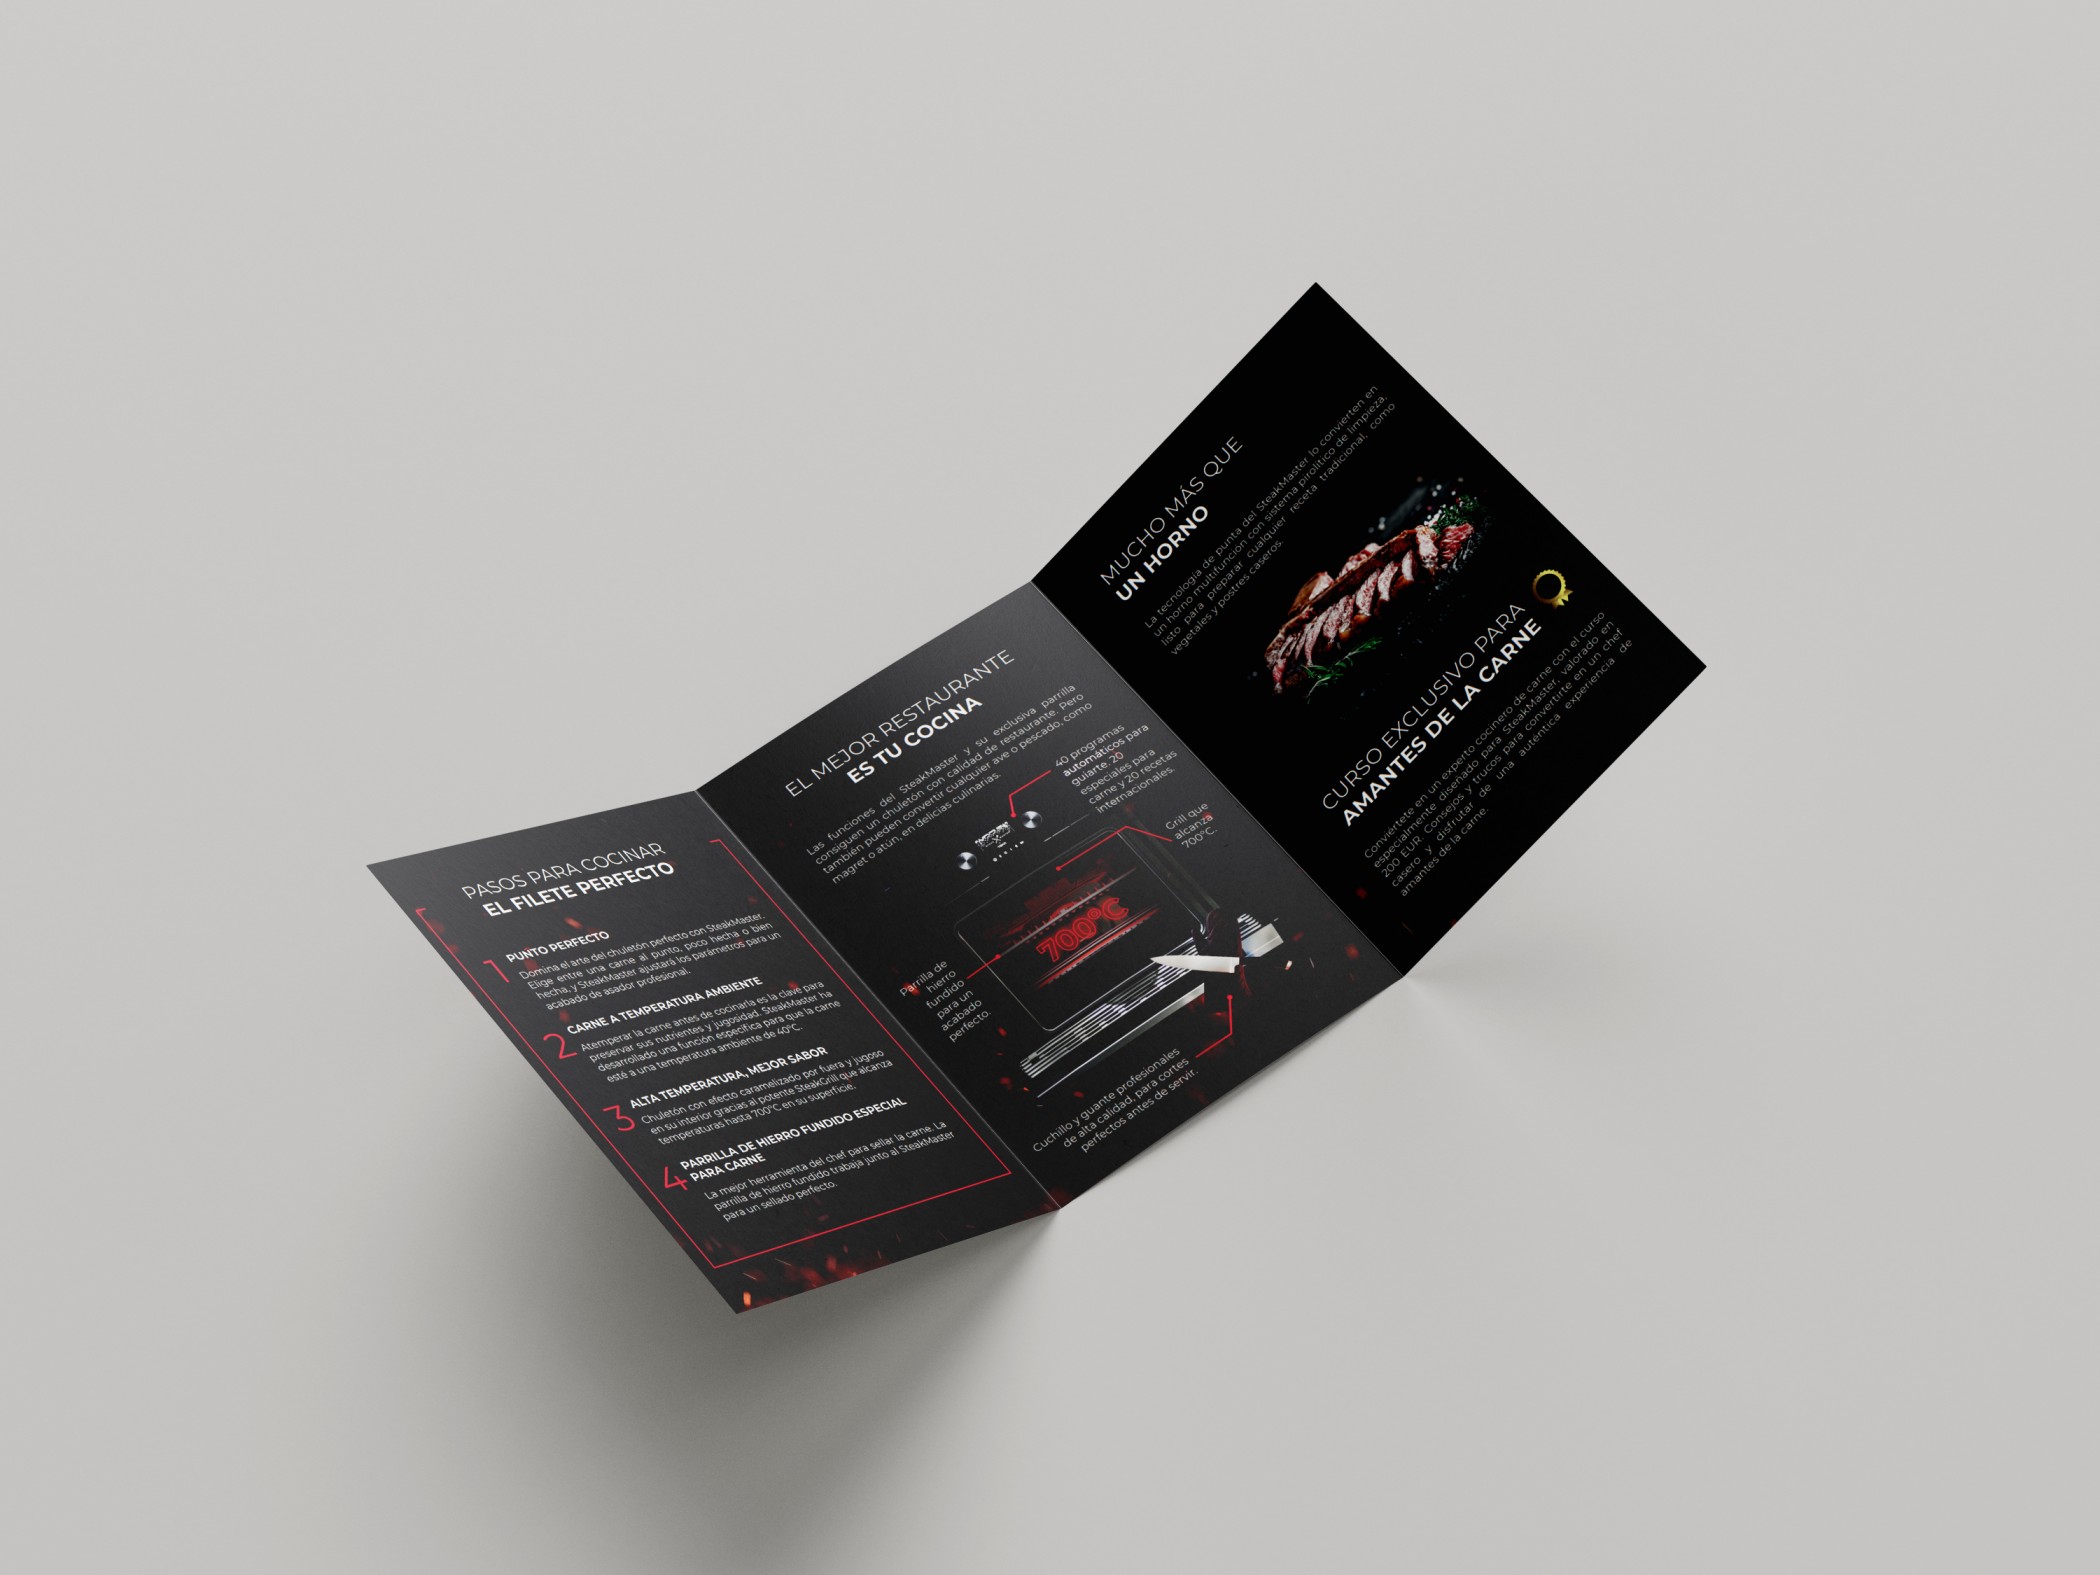 PASOS PARA COCINAR
EL FILETE PERFECTO
1
PUNTO PERFECTO
Domina el arte del chuletón perfecto con SteakMaster.
Elige entre una carne al punto, poco hecha o bien
hecha, y SteakMaster ajustará los parámetros para un
acabado de asador profesional.
2
CARNE A TEMPERATURA AMBIENTE
Atemperar la carne antes de cocinarla es la clave para
preservar sus nutrientes y jugosidad. SteakMaster ha
desarrollado una función específica para que la carne
esté a una temperatura ambiente de 40ºC.
3
ALTA TEMPERATURA, MEJOR SABOR
Chuletón con efecto caramelizado por fuera y jugoso
en su interior gracias al potente SteakGrill que alcanza
temperaturas hasta 700ºC en su superficie.
4
PARRILLA DE HIERRO FUNDIDO ESPECIAL
PARA CARNE
La mejor herramienta del chef para sellar la carne. La
parrilla de hierro fundido trabaja junto al SteakMaster
para un sellado perfecto.
EL MEJOR RESTAURANTE
ES TU COCINA
Las funciones del SteakMaster y su exclusiva parrilla
consiguen un chuletón con calidad de restaurante. Pero
también pueden convertir cualquier ave o pescado, como
magret o atún, en delicias culinarias.
40 programas
automáticos para
guiarte. 20
especiales para
carne y 20 recetas
internacionales.
Grill que
alcanza
700ºC.
700°C
Parrilla de
hierro
fundido
para un
acabado
perfecto.
Cuchillo y guante profesionales
de alta calidad, para cortes
perfectos antes de servir.
MUCHO MÁS QUE
UN HORNO
La tecnología de punta del SteakMaster lo convierten en
un horno multifunción con sistema pirolítico de limpieza,
listo para preparar cualquier receta tradicional, como
vegetales y postres caseros.
CURSO EXCLUSIVO PARA
AMANTES DE LA CARNE
Conviértete en un experto cocinero de carne con el curso
especialmente diseñado para SteakMaster, valorado en
200 EUR. Consejos y trucos para convertirte en un chef
casero y disfrutar de una auténtica experiencia de
amantes de la carne.